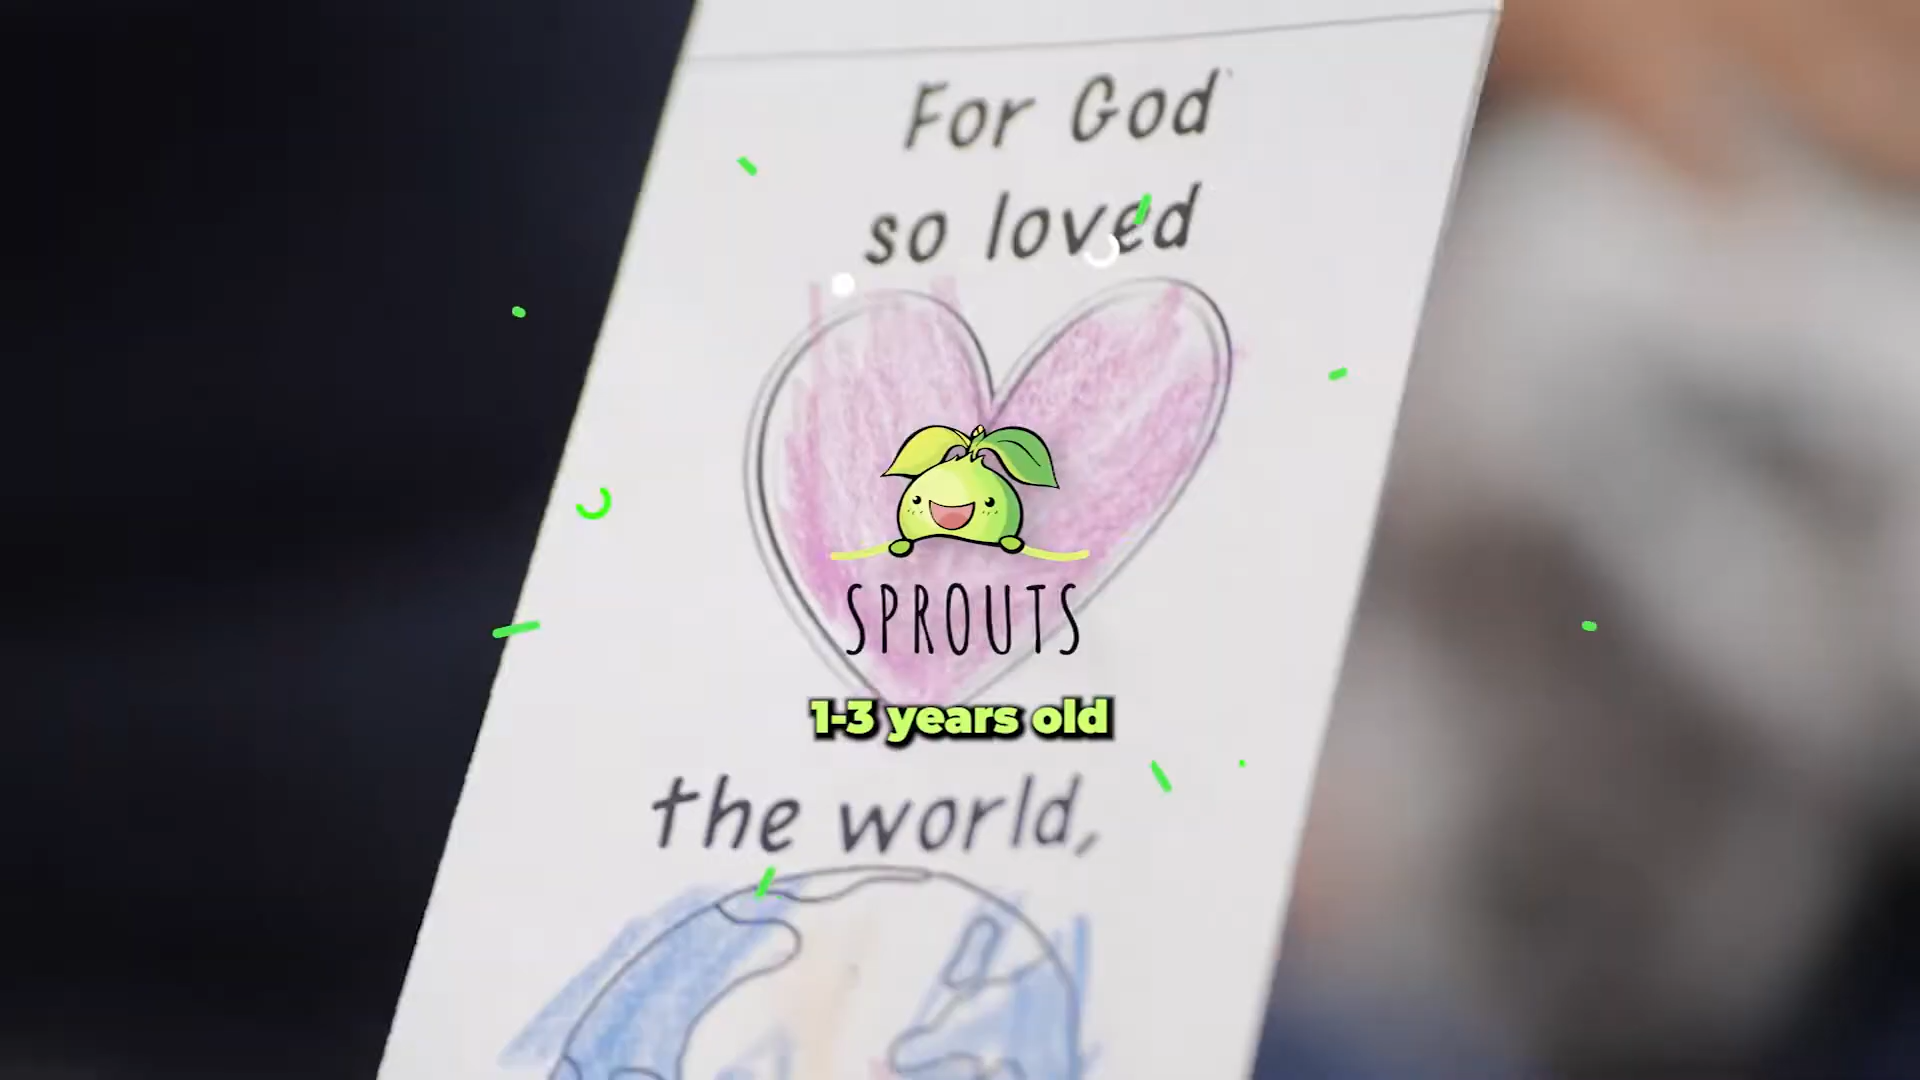 For God
so loved
SPROUTS
1-3 years old
the world,